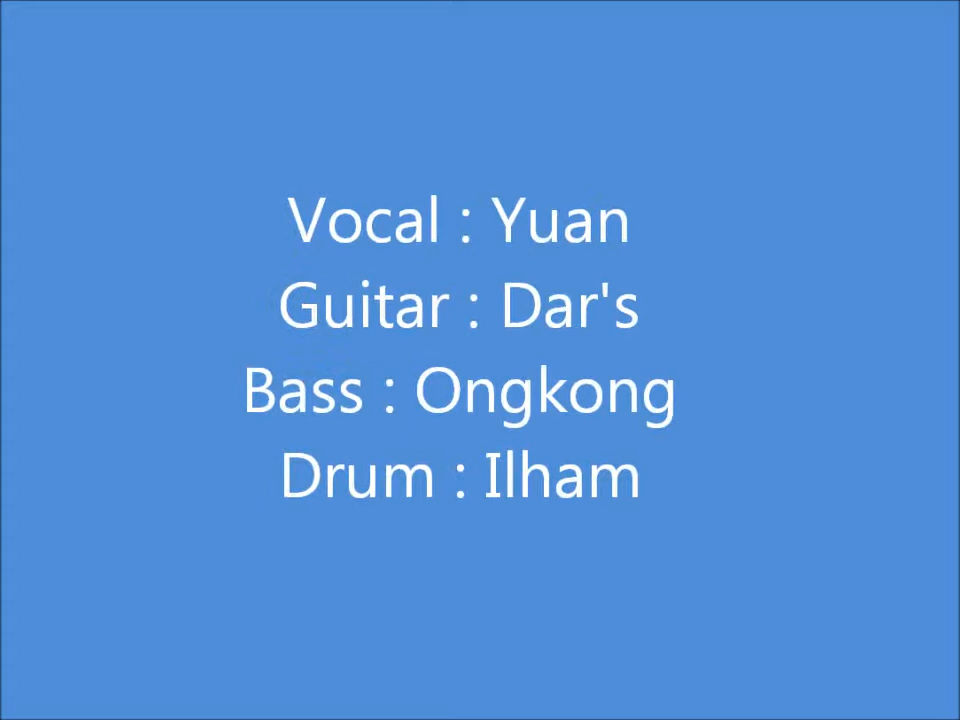 Vocal : Yuan
Guitar : Dar's
Bass : Ongkong
Drum : Ilham